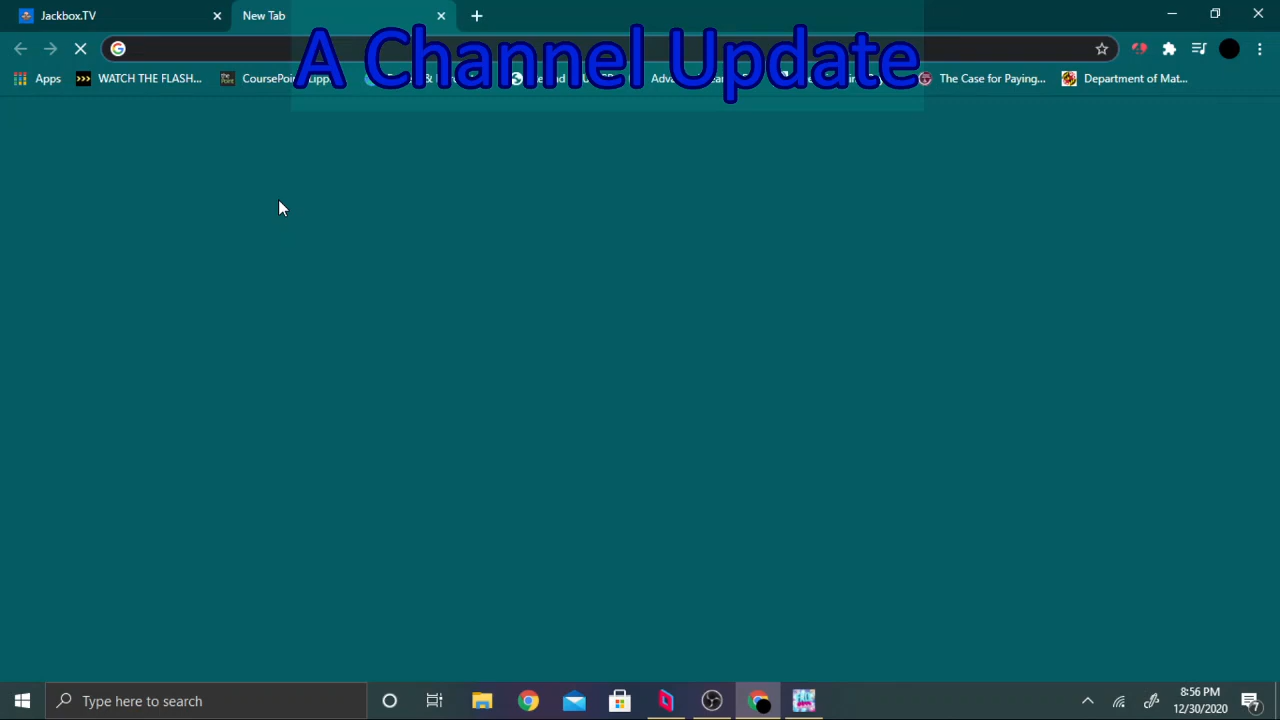 Jackbox.TV
New Tab
A Channel Update
Apps
WATCH THE FLASH...
The Case for Paying...
Department of Mat...
Type here to search
8:56 PM
12/30/2020
7